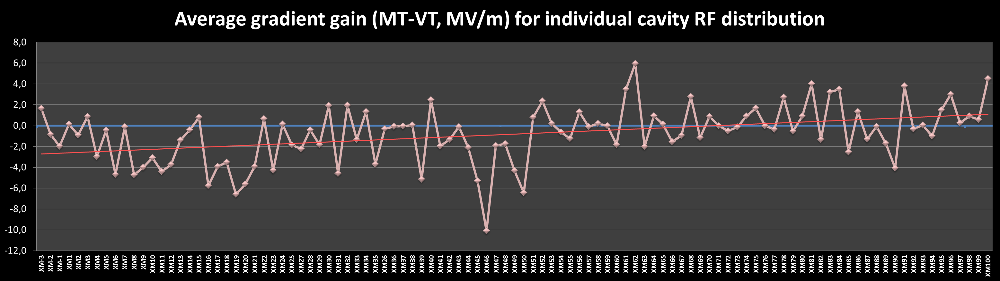 Average gradient gain (MT-VT, MV/m) for individual cavity RF distribution
8,0
6,0
4,0
2,0
0,0
-2,0
-4,0
-6,0
-8,0
-10,0
-12,0
XM-3
XM-2
XM-1
XM1
XM2
XM3
XM4
XM5
XM6
XM7
XM8
XM9
XM10
XM11
XM12
XM13
XM14
XM15
XM16
XM17
XM18
XM19
XM20
XM21
XM22
XM23
XM24
XM25
XM27
XM28
XM29
XM30
XM31
XM32
XM33
XM34
XM35
XM26
XM36
XM37
XM38
XM39
XM40
XM41
XM42
XM43
XM44
XM45
XM46
XM47
XM48
XM49
XM50
XM51
XM52
XM53
XM54
XM55
XM56
XM57
XM58
XM59
XM60
XM61
XM62
XM63
XM64
XM65
XM66
XM67
XM68
XM69
XM70
XM71
XM72
XM73
XM74
XM75
XM76
XM77
XM78
XM79
XM80
XM81
XM82
XM83
XM84
XM85
XM86
XM87
XM88
XM89
XM90
XM91
XM92
XM93
XM94
XM95
XM96
XM97
XM98
XM99
XM100